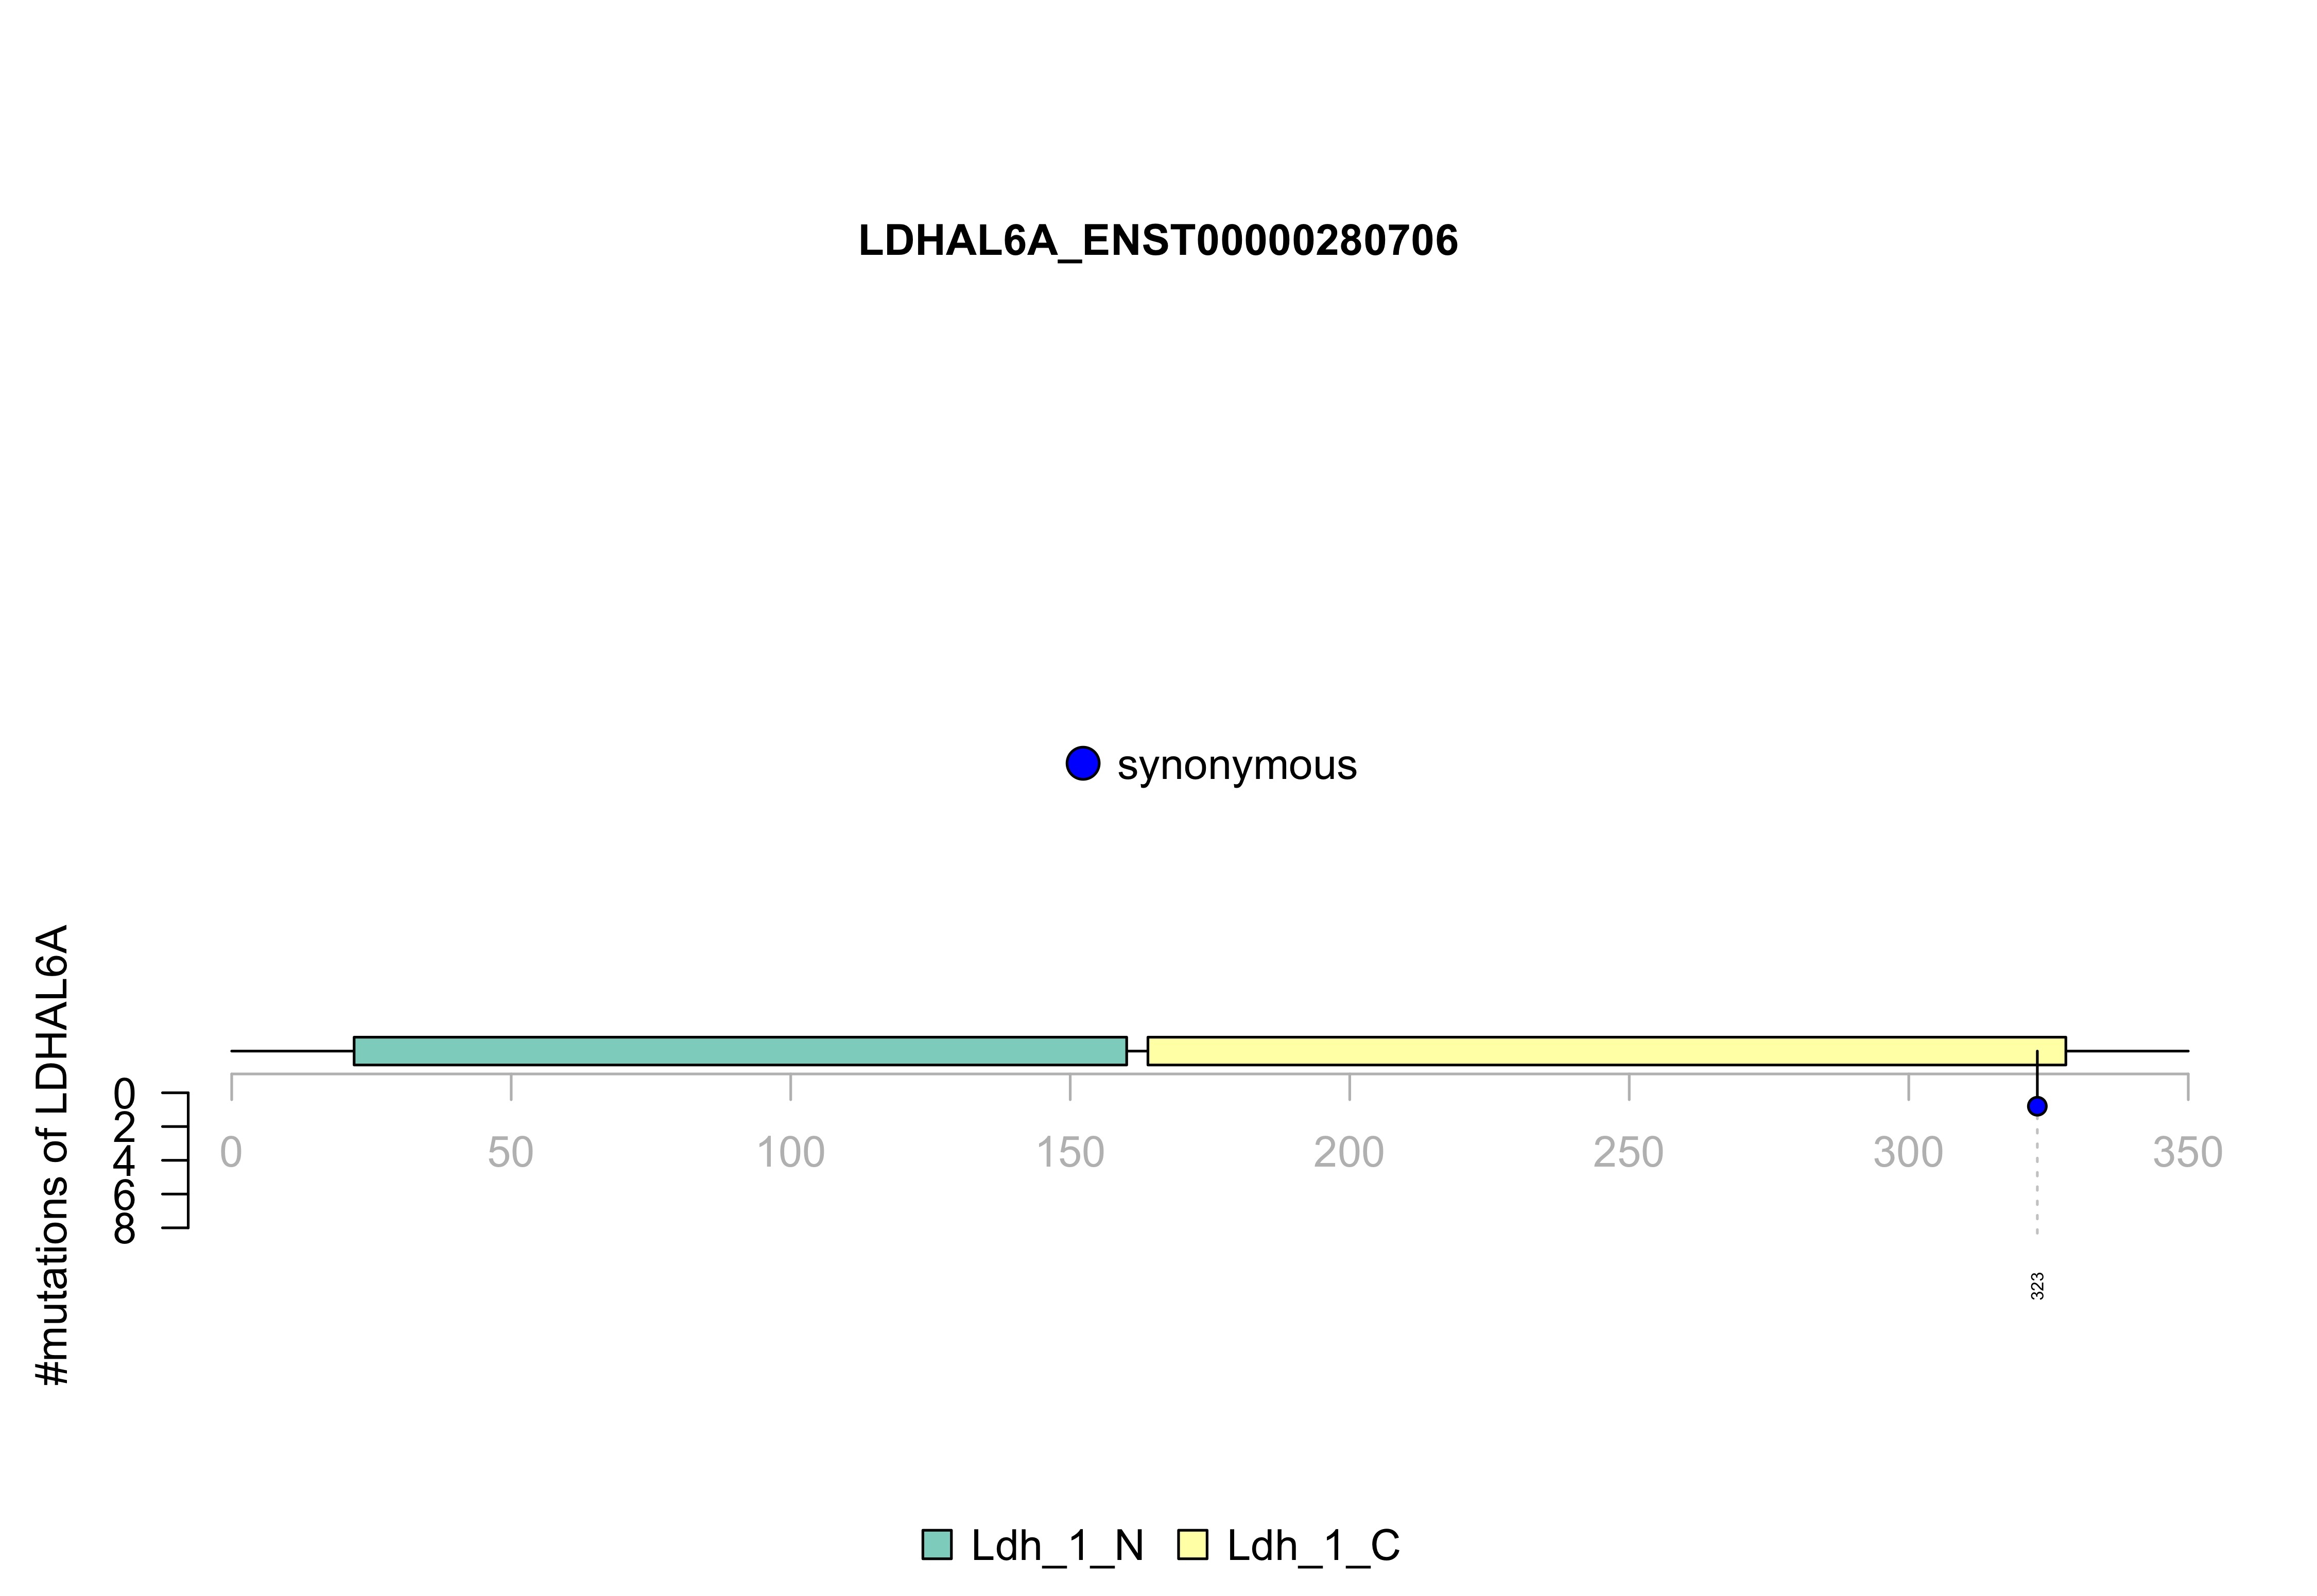 LDHAL6A_ENST00000280706
synonymous
#mutations of LDHAL6A
0
2
4
6
8
0 50 100 150 200 250 300 350
323
Ldh_1_N Ldh_1_C